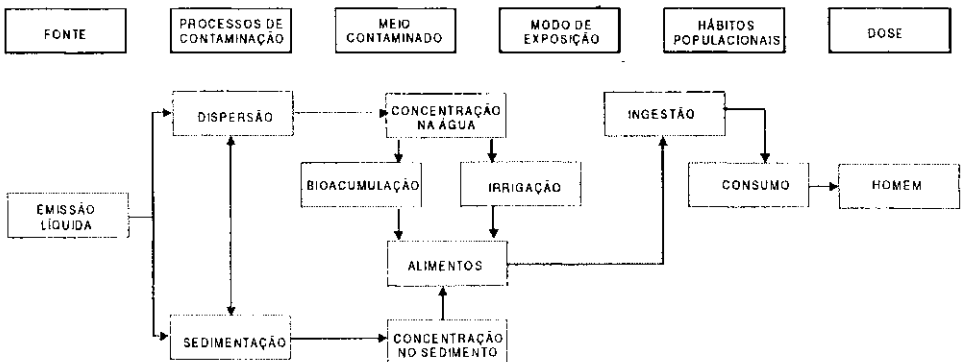 FONTE
PROCESSOS DE
CONTAMINAÇÃO
MEIO
CONTAMINADO
MODO DE
EXPOSIÇÃO
HÁBITOS
POPULACIONAIS
DOSE
DISPERSÃO
CONCENTRAÇÃO
NA ÁGUA
INGESTÃO
BIOACUMULAÇÃO
IRRIGAÇÃO
CONSUMO
HOMEM
EMISSÃO
LÍQUIDA
ALIMENTOS
SEDIMENTAÇÃO
CONCENTRAÇÃO
NO SEDIMENTO